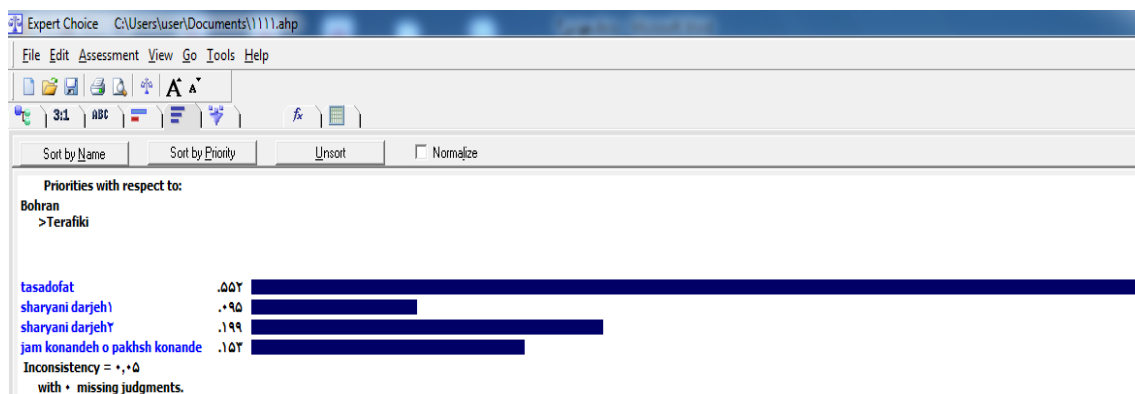 Expert Choice C:\Users\user\Documents\1111.ahp
File Edit Assessment View Go Tools Help
A A
3:1 ABC fx
Sort by Name Sort by Priority Unsort Normalize
Priorities with respect to:
Bohran
>Terafiki
tasadofat .۵۵۲
sharyani darjeh۱ .۰۹۵
sharyani darjeh۲ .۱۹۹
jam konandeh o pakhsh konande .۱۵۳
Inconsistency = ۰,۰۵
with ۰ missing judgments.